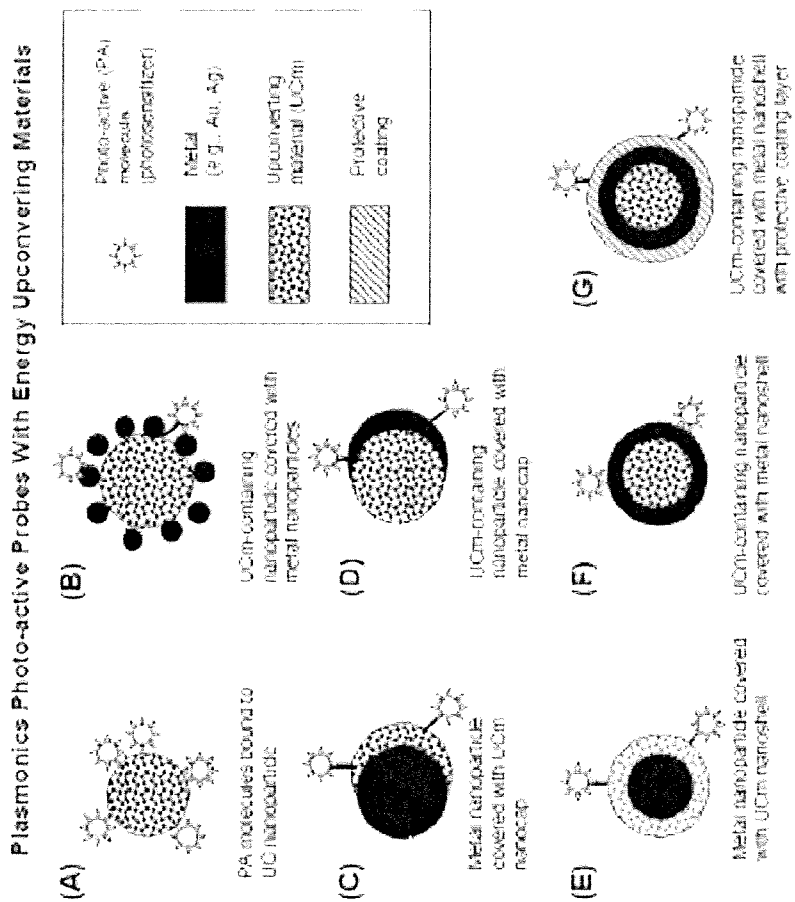 Plasmonics Photo-active Probes With Energy Upconvering Materials
(A)
PA molecules bound to
UC nanoparticle
(B)
UCm-containing
nanoparticle covered with
metal nanoparticles
Photo-active (PA)
molecule
(photosensitizer)
Metal
(e.g., Au, Ag)
Upconverting
material (UCm)
Protective
coating
(C)
Metal nanoparticle
covered with UCm
nanocap
(D)
UCm-containing
nanoparticle covered with
metal nanocap
(E)
Metal nanoparticle covered
with UCm nanoshell
(F)
UCm-containing nanoparticle
covered with metal nanoshell
(G)
UCm-containing nanoparticle
covered with metal nanoshell
with protective coating layer